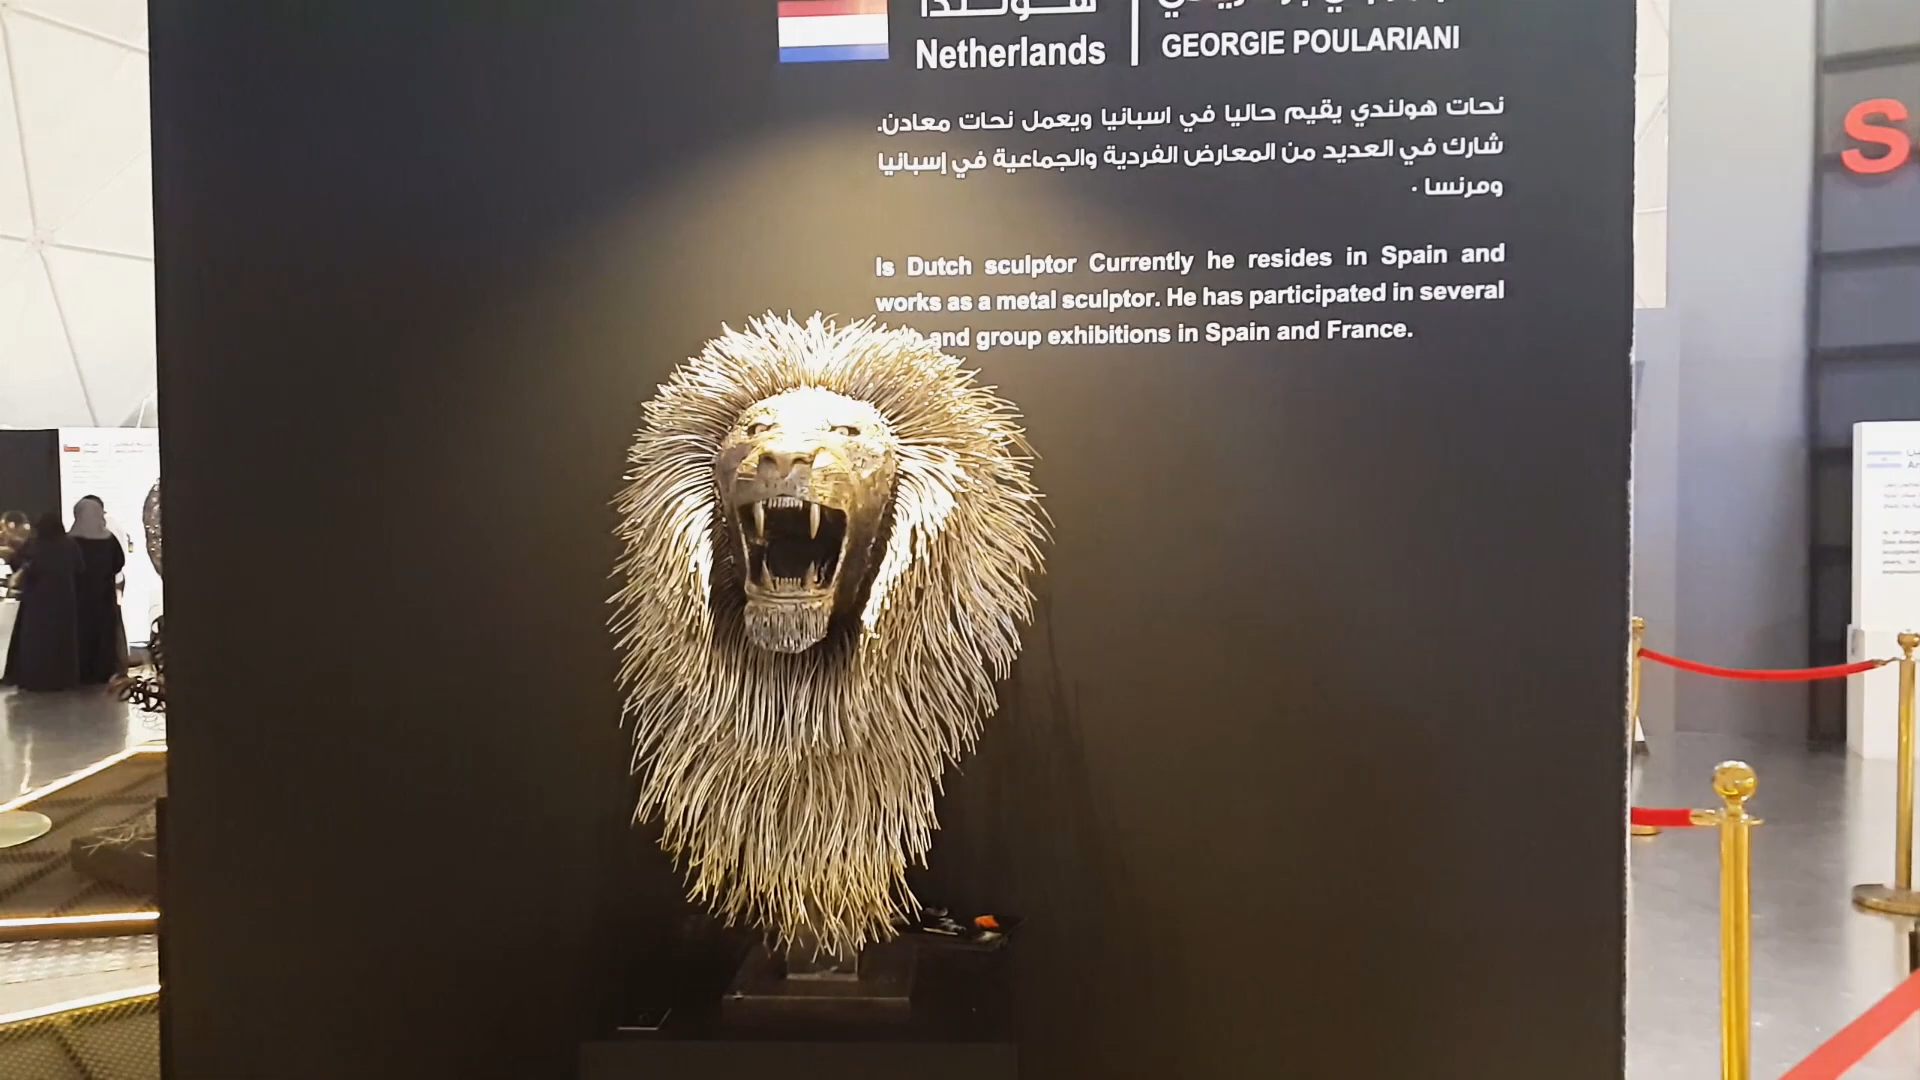 هولندا
Netherlands
GEORGIE POULARIANI
نحات هولندي يقيم حاليا في اسبانيا ويعمل نحات معادن.
شارك في العديد من المعارض الفردية والجماعية في إسبانيا
ومرنسا .
Is Dutch sculptor Currently he resides in Spain and
works as a metal sculptor. He has participated in several
and group exhibitions in Spain and France.
S